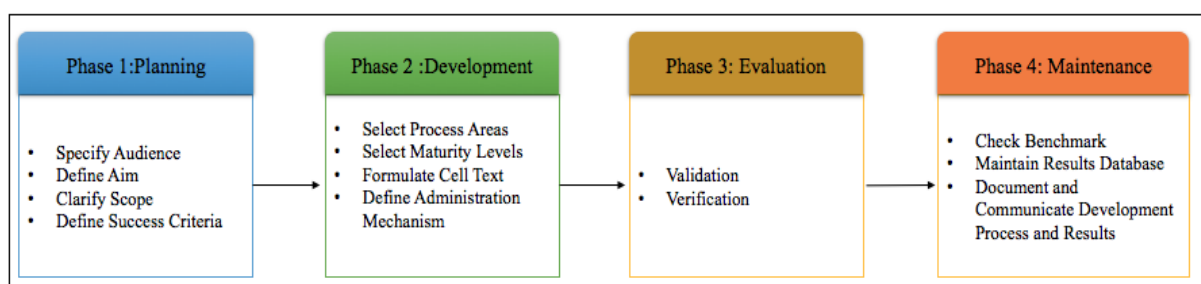 Phase 1:Planning
• Specify Audience
• Define Aim
• Clarify Scope
• Define Success Criteria
Phase 2 :Development
• Select Process Areas
• Select Maturity Levels
• Formulate Cell Text
• Define Administration
Mechanism
Phase 3: Evaluation
• Validation
• Verification
Phase 4: Maintenance
• Check Benchmark
• Maintain Results Database
• Document and
Communicate Development
Process and Results